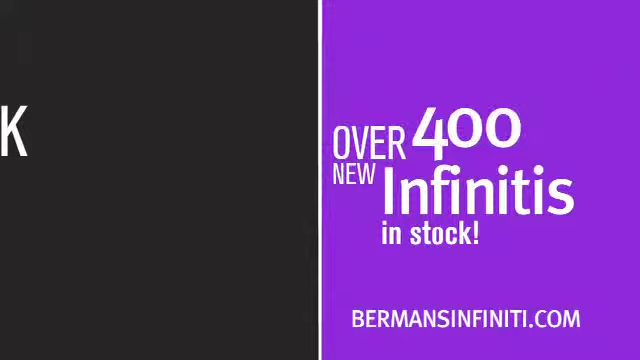 K
OVER 400
NEW Infinitis
in stock!
BERMANSINFINITI.COM